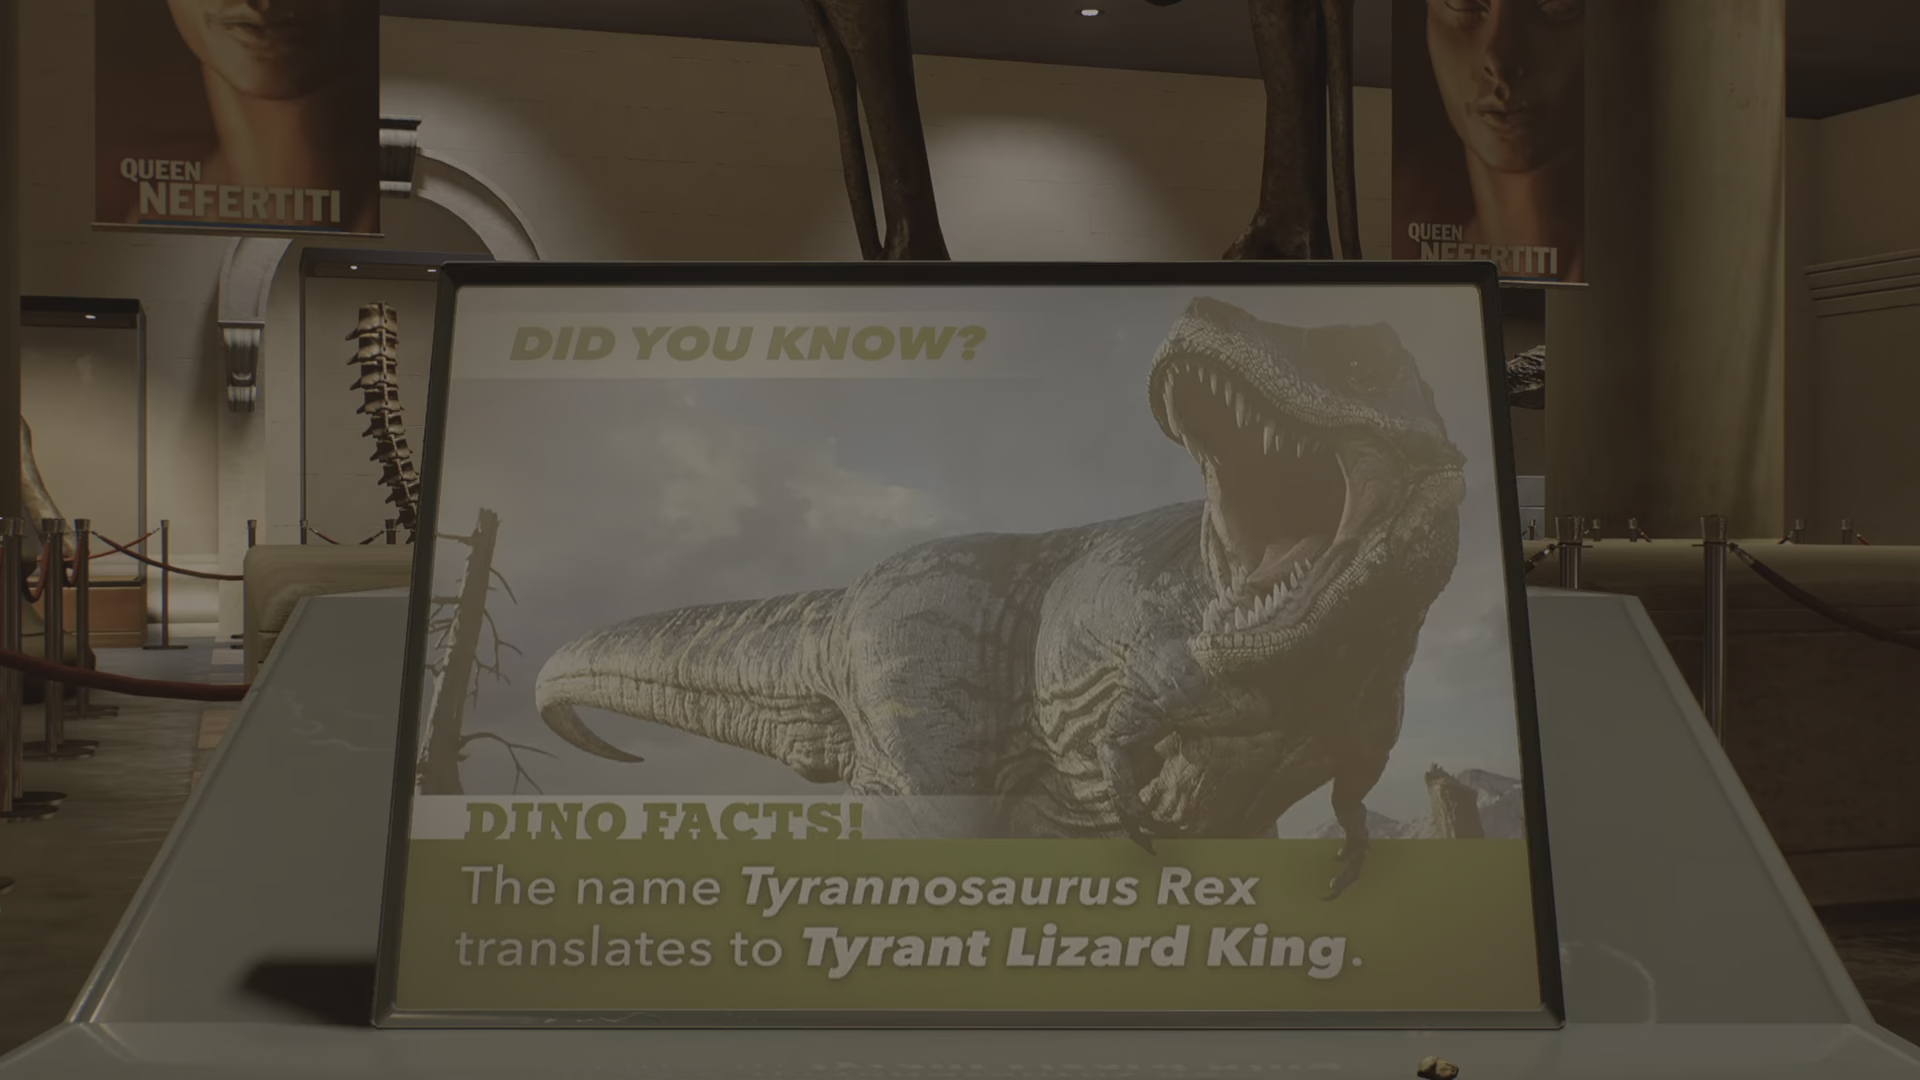 QUEEN
NEFERTITI
QUEEN
NEFERTITI
DID YOU KNOW?
DINO FACTS!
The name Tyrannosaurus Rex
translates to Tyrant Lizard King.